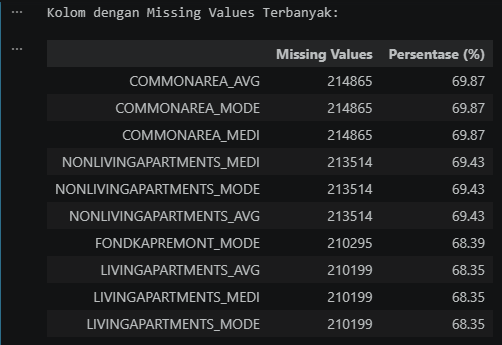 ... Kolom dengan Missing Values Terbanyak:
...
Missing Values Persentase (%)
COMMONAREA_AVG 214865 69.87
COMMONAREA_MODE 214865 69.87
COMMONAREA_MEDI 214865 69.87
NONLIVINGAPARTMENTS_MEDI 213514 69.43
NONLIVINGAPARTMENTS_MODE 213514 69.43
NONLIVINGAPARTMENTS_AVG 213514 69.43
FONDKAPREMONT_MODE 210295 68.39
LIVINGAPARTMENTS_AVG 210199 68.35
LIVINGAPARTMENTS_MEDI 210199 68.35
LIVINGAPARTMENTS_MODE 210199 68.35